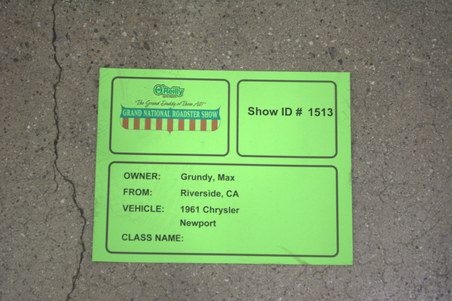 O'Reilly
"The Grand Daddy of Them All"
GRAND NATIONAL ROADSTER SHOW
Show ID # 1513
OWNER: Grundy, Max
FROM: Riverside, CA
VEHICLE: 1961 Chrysler
Newport
CLASS NAME: